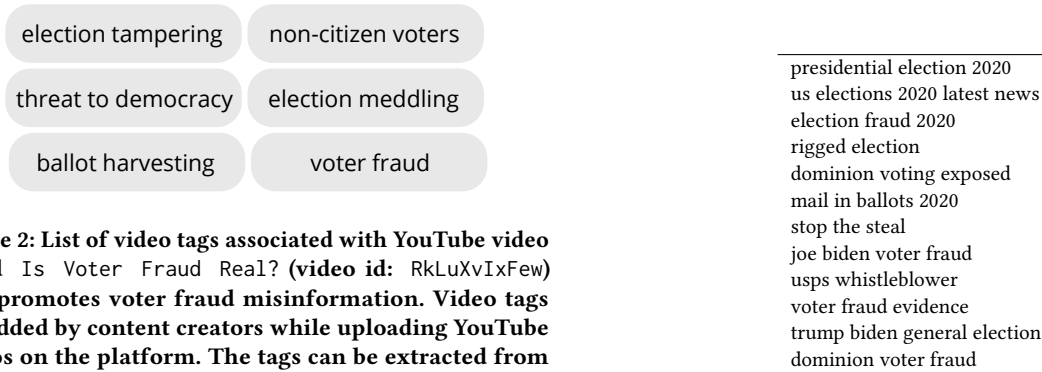 election tampering non-citizen voters
threat to democracy election meddling
ballot harvesting voter fraud
2: List of video tags associated with YouTube video
Is Voter Fraud Real? (video id: RkLuXvIxFew)
promotes voter fraud misinformation. Video tags
by content creators while uploading YouTube
on the platform. The tags can be extracted from
presidential election 2020
us elections 2020 latest news
election fraud 2020
rigged election
dominion voting exposed
mail in ballots 2020
stop the steal
joe biden voter fraud
usps whistleblower
voter fraud evidence
trump biden general election
dominion voter fraud